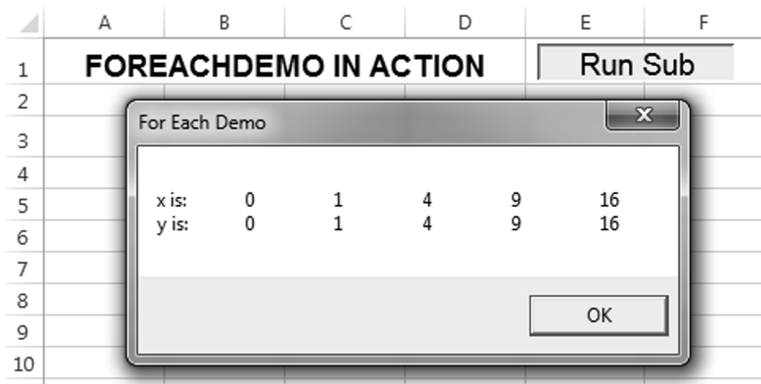 A B C D E F
1 FOREACHDEMO IN ACTION Run Sub
2
For Each Demo X
3
4
5 x is: 0 1 4 9 16
y is: 0 1 4 9 16
6
7
8
OK
9
10